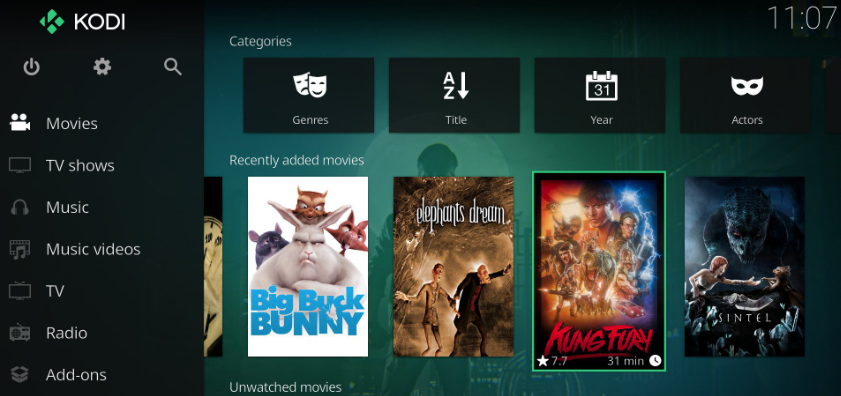 KODI
11:07
Categories
Genres
A
Z
Title
31
Year
Actors
Movies
TV shows
Music
Music videos
TV
Radio
Add-ons
Recently added movies
Big Buck
BUNNY
elephants dream
KUNG FURY
7.7
31 min
SINTEL
Unwatched movies